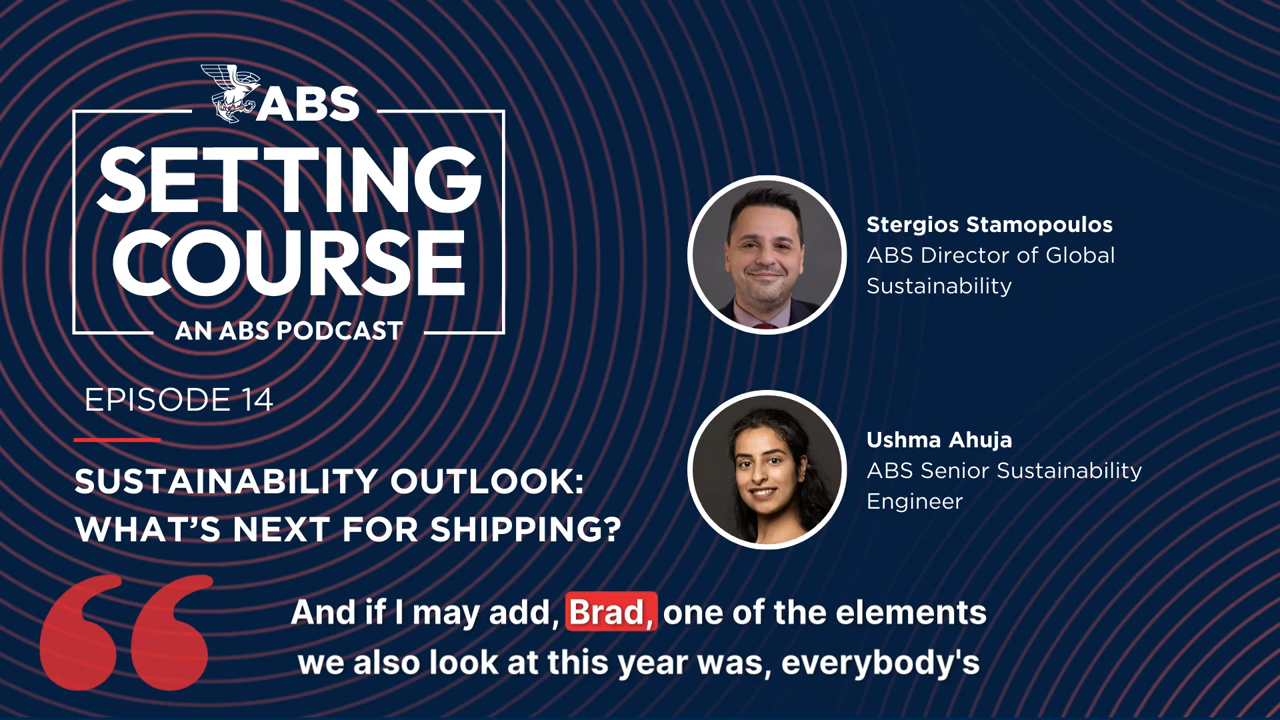 ABS
SETTING
COURSE
AN ABS PODCAST
EPISODE 14
SUSTAINABILITY OUTLOOK:
WHAT'S NEXT FOR SHIPPING?
Stergios Stamopoulos
ABS Director of Global
Sustainability
Ushma Ahuja
ABS Senior Sustainability
Engineer
And if I may add, Brad, one of the elements
we also look at this year was, everybody's